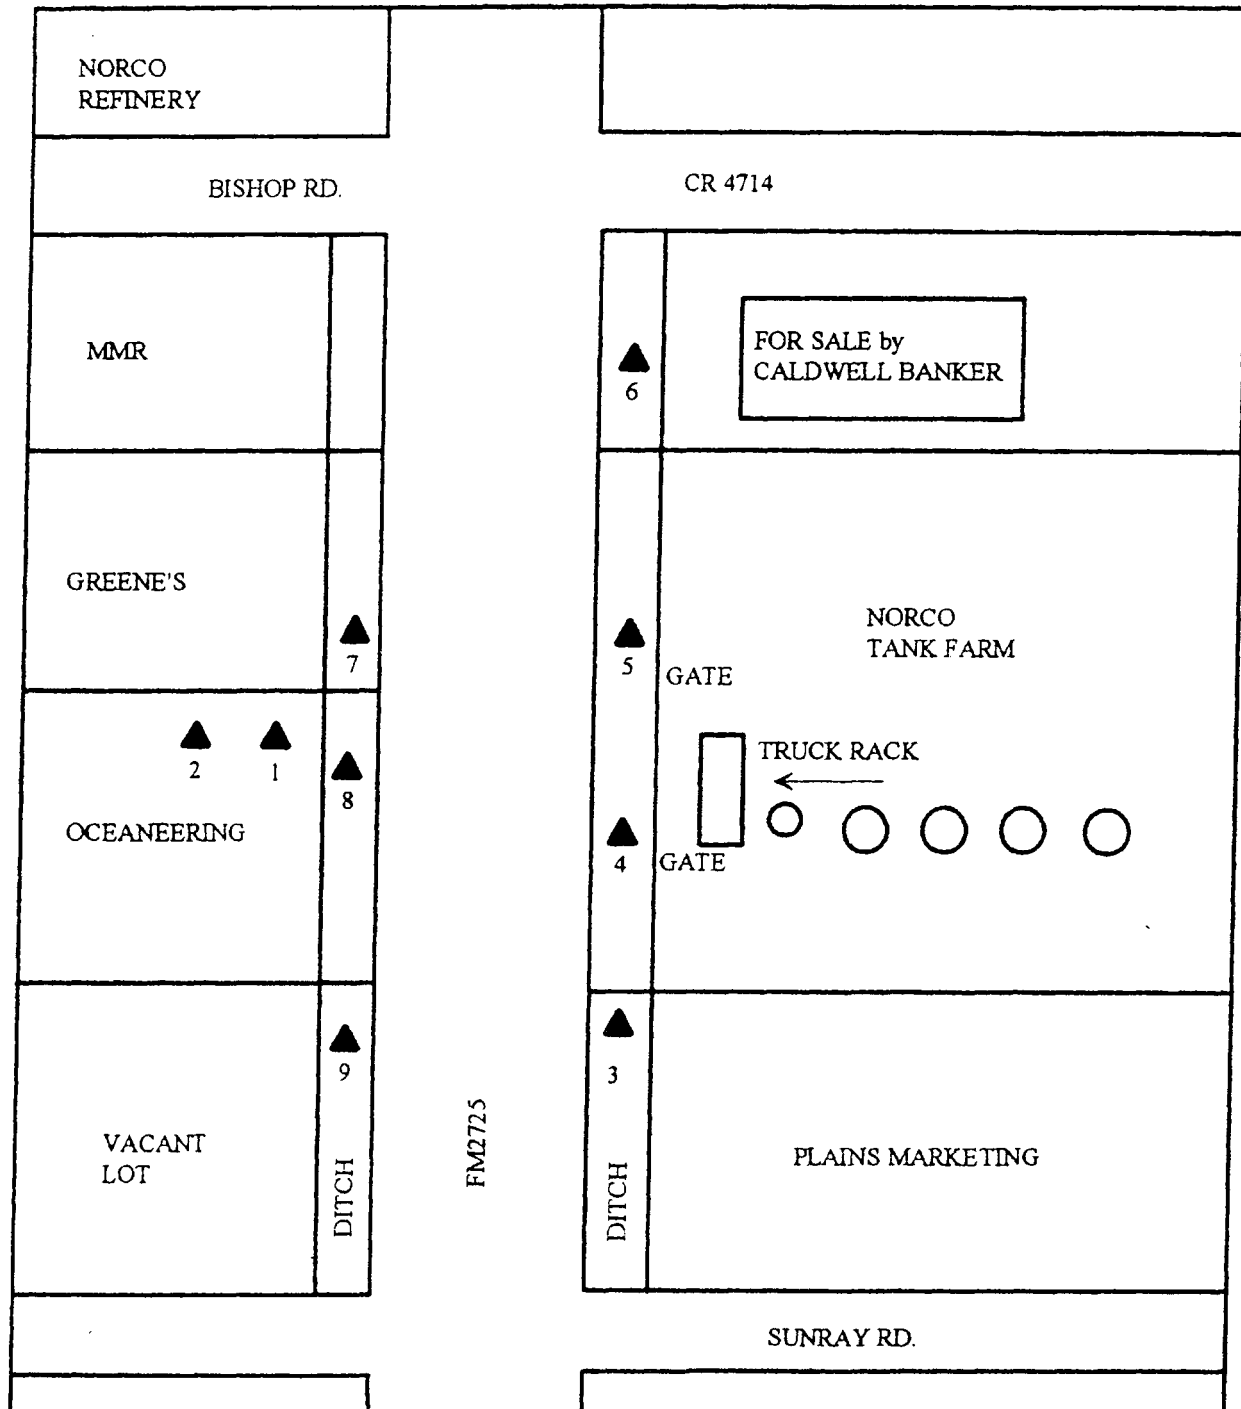 NORCO
REFINERY
BISHOP RD.
CR 4714
MMR
FOR SALE by
CALDWELL BANKER
6
GREENE'S
7
5
GATE
NORCO
TANK FARM
2
1
8
OCEANEERING
TRUCK RACK
4
GATE
9
3
VACANT
LOT
DITCH
FM2725
DITCH
PLAINS MARKETING
SUNRAY RD.